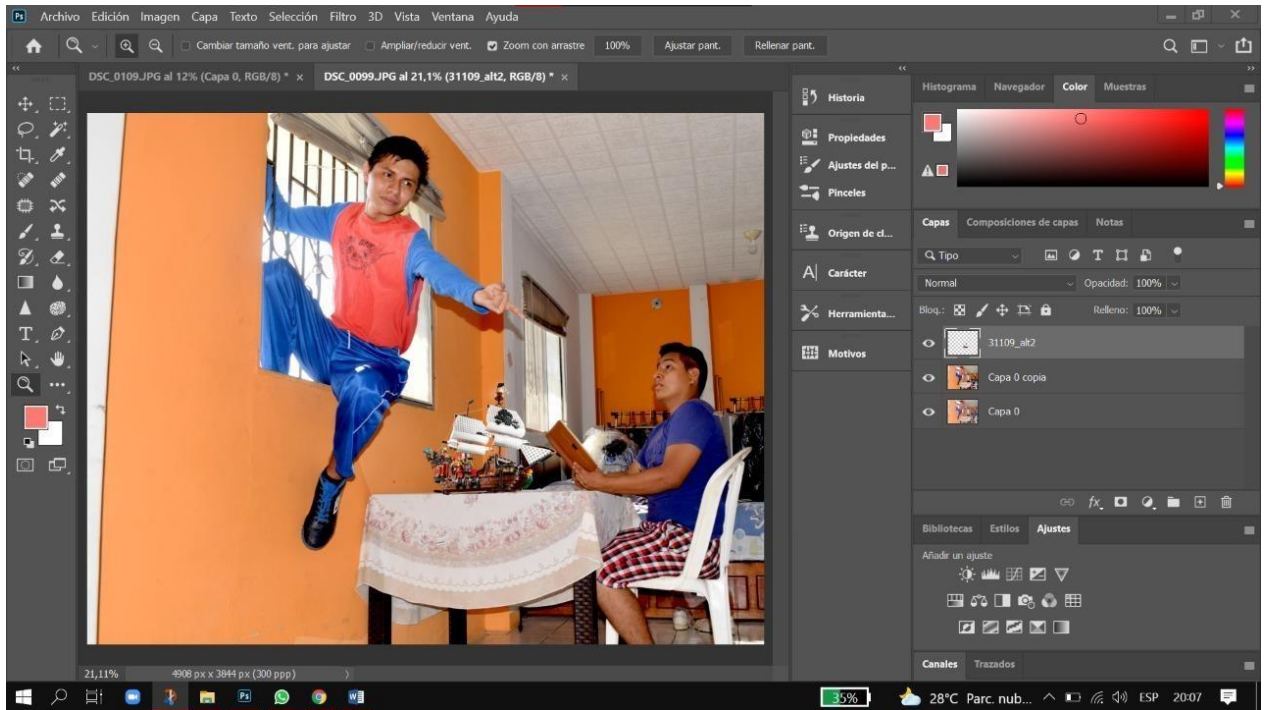 Ps Archivo Edición Imagen Capa Texto Selección Filtro 3D Vista Ventana Ayuda
Cambiar tamaño vent. para ajustar Ampliar/reducir vent. Zoom con arrastre 100% Ajustar pant. Rellenar pant.
DSC_0109.JPG al 12% (Capa 0, RGB/8) * × DSC_0099.JPG al 21,1% (31109_alt2, RGB/8) * ×
Historia
Propiedades
Ajustes del p...
Pinceles
Origen de cl...
Carácter
Herramienta...
Motivos
Histograma Navegador Color Muestras
Capas Composiciones de capas Notas
Tipo
Normal Opacidad: 100%
Bloq.: Relleno: 100%
31109_alt2
Capa 0 copia
Capa 0
Bibliotecas Estilos Ajustes
Añadir un ajuste
Canales Trazados
21,11% 4908 px x 3844 px (300 ppp)
35% 28°C Parc. nub... ESP 20:07